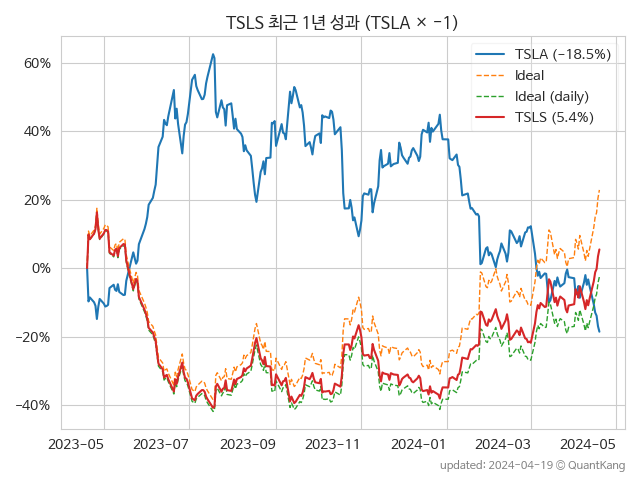 TSLS 최근 1년 성과 (TSLA × −1)
TSLA (−18.5%)
Ideal
Ideal (daily)
TSLS (5.4%)
60%
40%
20%
0%
−20%
−40%
2023-05
2023-07
2023-09
2023-11
2024-01
2024-03
2024-05
updated: 2024-04-19 © QuantKang